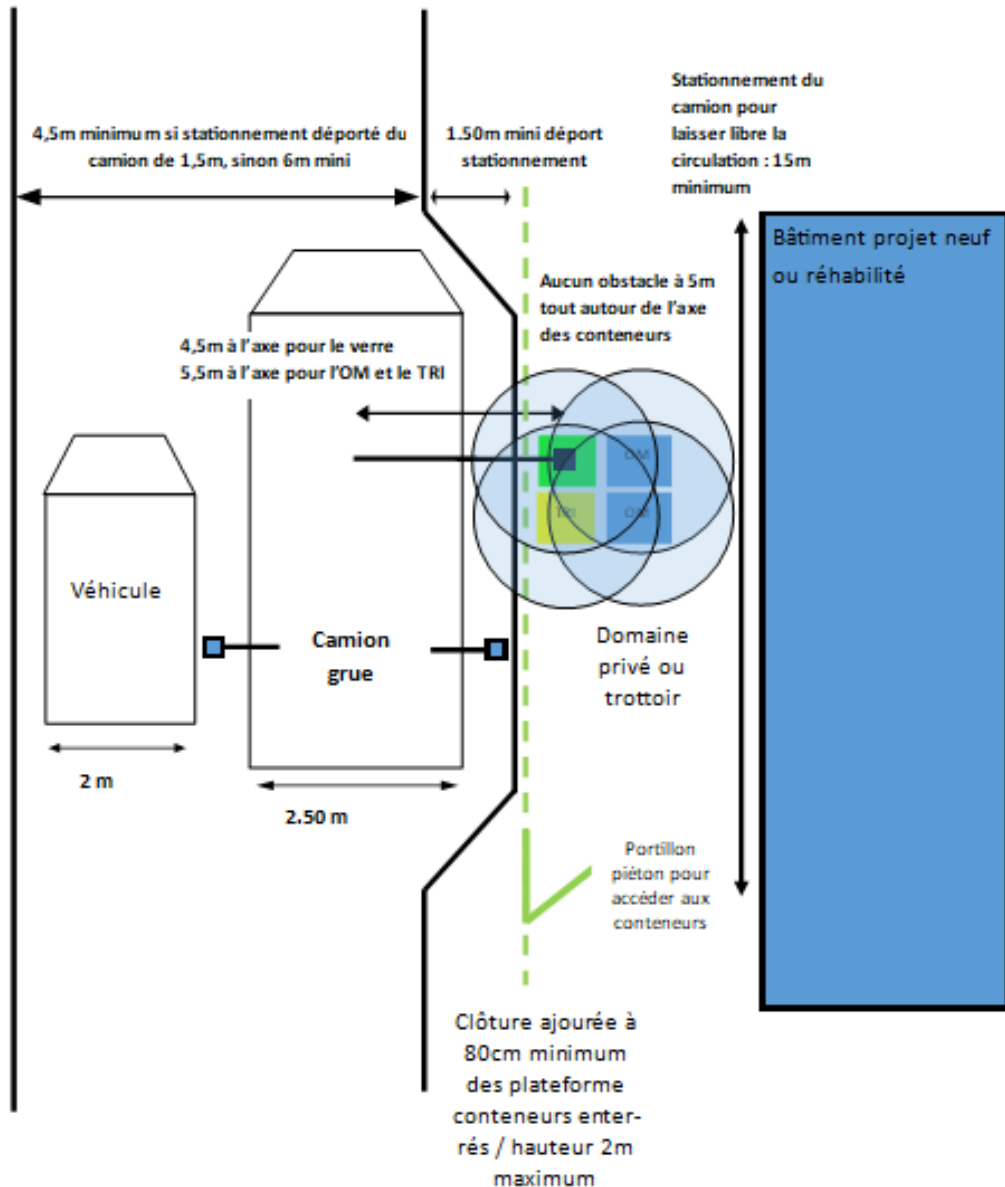 4,5m minimum si stationnement déporté du
camion de 1,5m, sinon 6m mini
1.50m mini déport
stationnement
Stationnement du
camion pour
laisser libre la
circulation : 15m
minimum
Bâtiment projet neuf
ou réhabilité
Aucun obstacle à 5m
tout autour de l'axe
des conteneurs
4,5m à l'axe pour le verre
5,5m à l'axe pour l'OM et le TRI
OM
TRI
OM
Véhicule
Camion
grue
Domaine
privé ou
trottoir
2 m
2.50 m
Portillon
piéton pour
accéder aux
conteneurs
Clôture ajourée à
80cm minimum
des plateforme
conteneurs enter-
rés / hauteur 2m
maximum